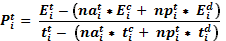 P_i^t = \frac{E_i^t - (na_i^t * E_i^c + np_i^t * E_i^d)}{t_i^t - (na_i^t * t_i^c + np_i^t * t_i^d)}